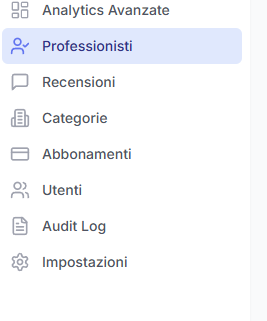 Analytics Avanzate
Professionisti
Recensioni
Categorie
Abbonamenti
Utenti
Audit Log
Impostazioni